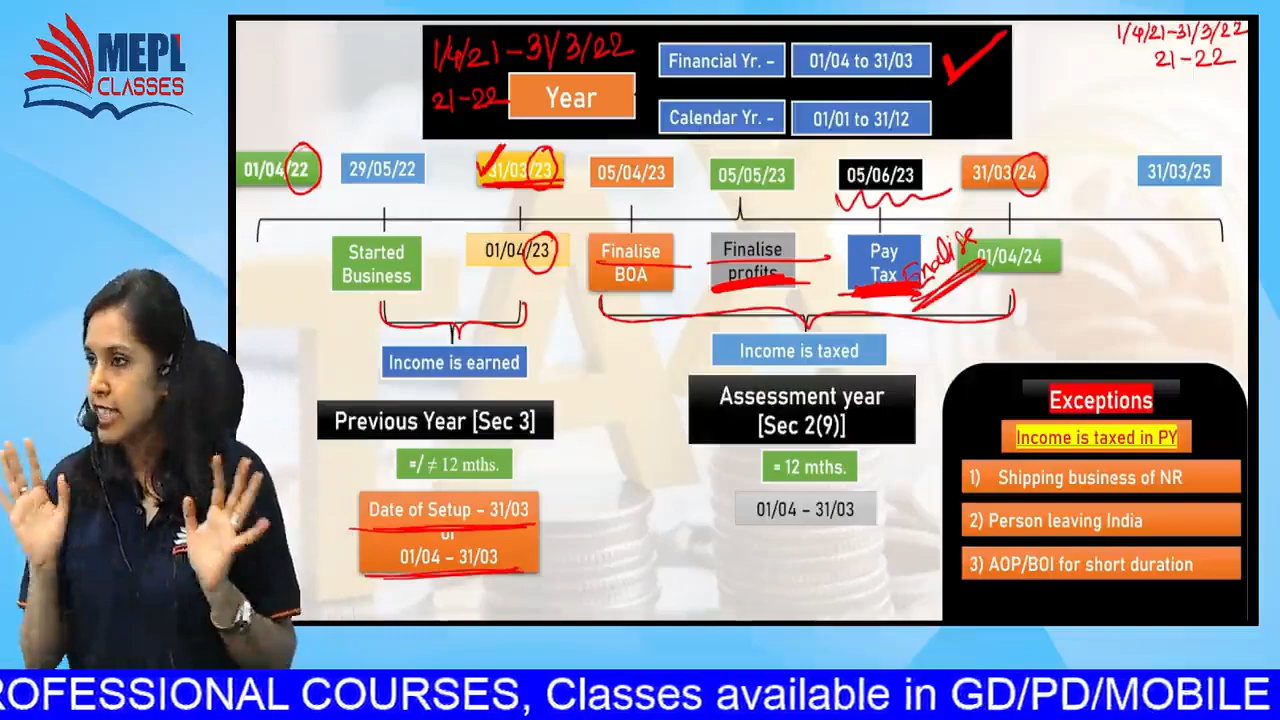 MEPL
CLASSES
1/4/21-31/3/22
21-22
Year
Financial Yr. -
01/04 to 31/03
Calendar Yr. -
01/01 to 31/12
1/4/21-31/3/22
21-22
01/04/22
29/05/22
31/03/23
05/04/23
05/05/23
05/06/23
31/03/24
31/03/25
Started
Business
01/04/23
Finalise
BOA
Finalise
profits
Pay
Tax
Finalise
01/04/24
Income is earned
Income is taxed
Previous Year [Sec 3]
=/ ≠ 12 mths.
Date of Setup - 31/03
or
01/04 - 31/03
Assessment year
[Sec 2(9)]
= 12 mths.
01/04 - 31/03
Exceptions
Income is taxed in PY
1) Shipping business of NR
2) Person leaving India
3) AOP/BOI for short duration
ROFESSIONAL COURSES, Classes available in GD/PD/MOBILE